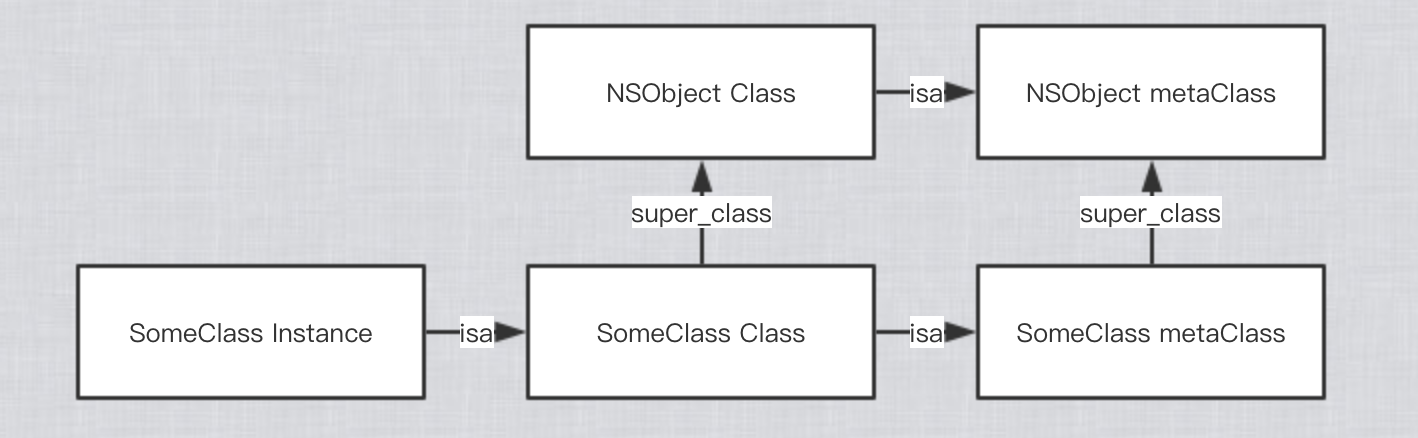 NSObject Class
isa
NSObject metaClass
super_class
super_class
SomeClass Instance
isa
SomeClass Class
isa
SomeClass metaClass